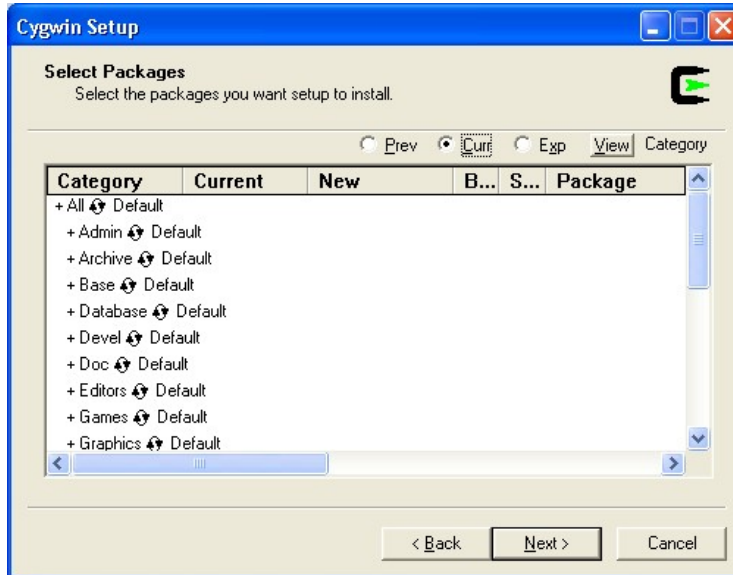 Cygwin Setup
Select Packages
Select the packages you want setup to install.
Prev Curr Exp View Category
Category Current New B... S... Package
+ All Default
+ Admin Default
+ Archive Default
+ Base Default
+ Database Default
+ Devel Default
+ Doc Default
+ Editors Default
+ Games Default
+ Graphics Default
< Back Next > Cancel